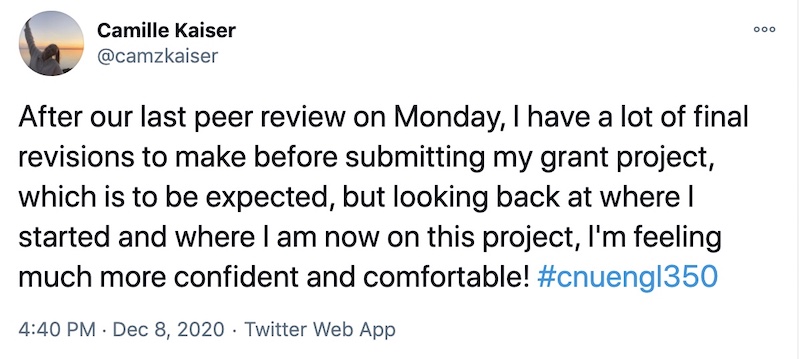 Camille Kaiser
@camzkaiser
After our last peer review on Monday, I have a lot of final
revisions to make before submitting my grant project,
which is to be expected, but looking back at where I
started and where I am now on this project, I'm feeling
much more confident and comfortable! #cnuengl350
4:40 PM · Dec 8, 2020 · Twitter Web App